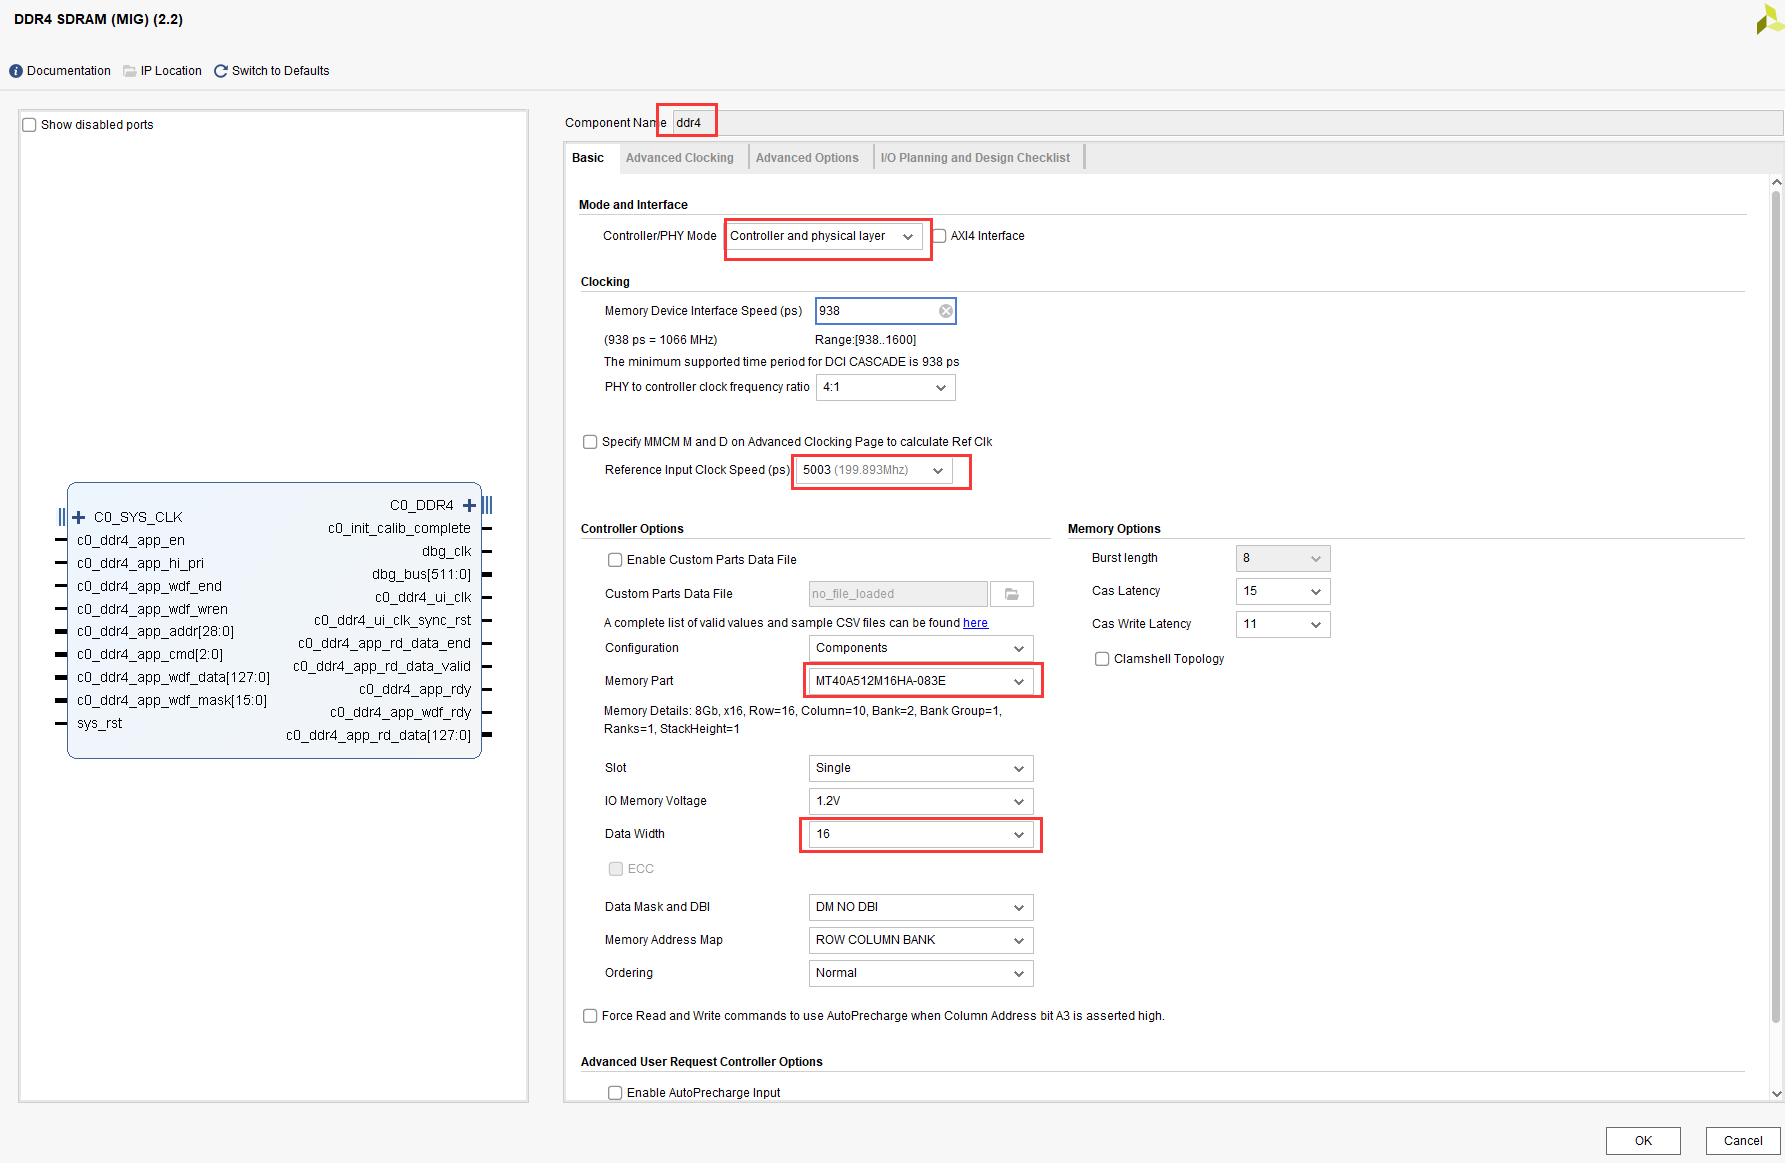 DDR4 SDRAM (MIG) (2.2)
Documentation IP Location Switch to Defaults
Show disabled ports
C0_SYS_CLK
c0_ddr4_app_en
c0_ddr4_app_hi_pri
c0_ddr4_app_wdf_end
c0_ddr4_app_wdf_wren
c0_ddr4_app_addr[28:0]
c0_ddr4_app_cmd[2:0]
c0_ddr4_app_wdf_data[127:0]
c0_ddr4_app_wdf_mask[15:0]
sys_rst
C0_DDR4
c0_init_calib_complete
dbg_clk
dbg_bus[511:0]
c0_ddr4_ui_clk
c0_ddr4_ui_clk_sync_rst
c0_ddr4_app_rd_data_end
c0_ddr4_app_rd_data_valid
c0_ddr4_app_rdy
c0_ddr4_app_wdf_rdy
c0_ddr4_app_rd_data[127:0]
Component Name ddr4
Basic Advanced Clocking Advanced Options I/O Planning and Design Checklist
Mode and Interface
Controller/PHY Mode Controller and physical layer AXI4 Interface
Clocking
Memory Device Interface Speed (ps) 938
(938 ps = 1066 MHz) Range:[938..1600]
The minimum supported time period for DCI CASCADE is 938 ps
PHY to controller clock frequency ratio 4:1
Specify MMCM M and D on Advanced Clocking Page to calculate Ref Clk
Reference Input Clock Speed (ps) 5003 (199.893Mhz)
Controller Options
Enable Custom Parts Data File
Custom Parts Data File no_file_loaded
A complete list of valid values and sample CSV files can be found here
Configuration Components
Memory Part MT40A512M16HA-083E
Memory Details: 8Gb, x16, Row=16, Column=10, Bank=2, Bank Group=1,
Ranks=1, StackHeight=1
Slot Single
IO Memory Voltage 1.2V
Data Width 16
ECC
Data Mask and DBI DM NO DBI
Memory Address Map ROW COLUMN BANK
Ordering Normal
Memory Options
Burst length 8
Cas Latency 15
Cas Write Latency 11
Clamshell Topology
Force Read and Write commands to use AutoPrecharge when Column Address bit A3 is asserted high.
Advanced User Request Controller Options
Enable AutoPrecharge Input
OK Cancel